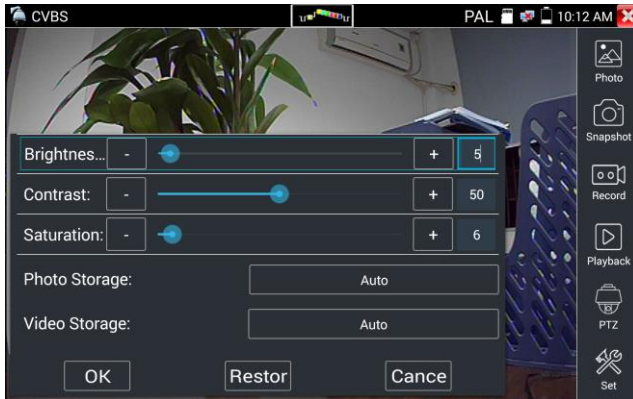 CVBS PAL 10:12 AM
Photo
Snapshot
Brightnes... - + 5
Contrast: - + 50
Record
Saturation: - + 6
Playback
Photo Storage: Auto
Video Storage: Auto
PTZ
OK Restor Cance
Set